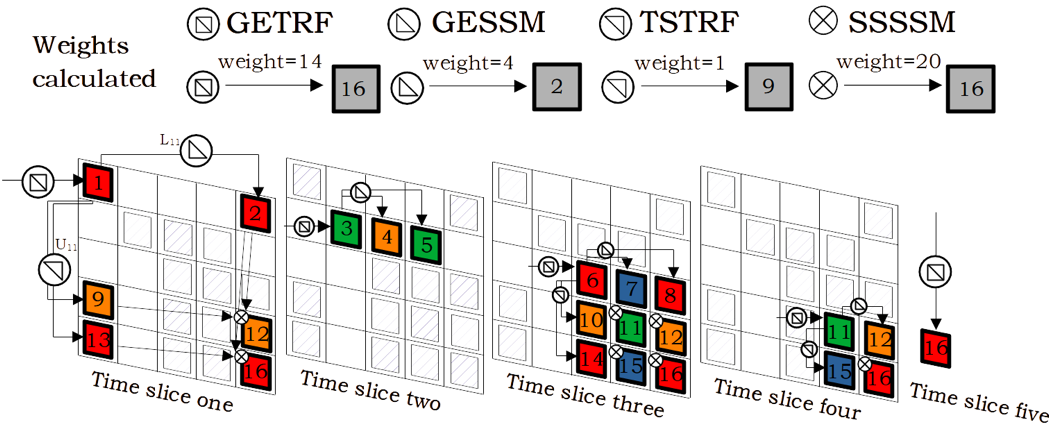 GETRF GESSM TSTRF SSSSM
Weights
calculated
weight=14 weight=4 weight=1 weight=20
16 2 9 16
L11
U11
1
2
9
12
13
16
Time slice one
3 4 5
Time slice two
6 7 8
10 11 12
14 15 16
Time slice three
11 12
15 16
Time slice four
16
Time slice five